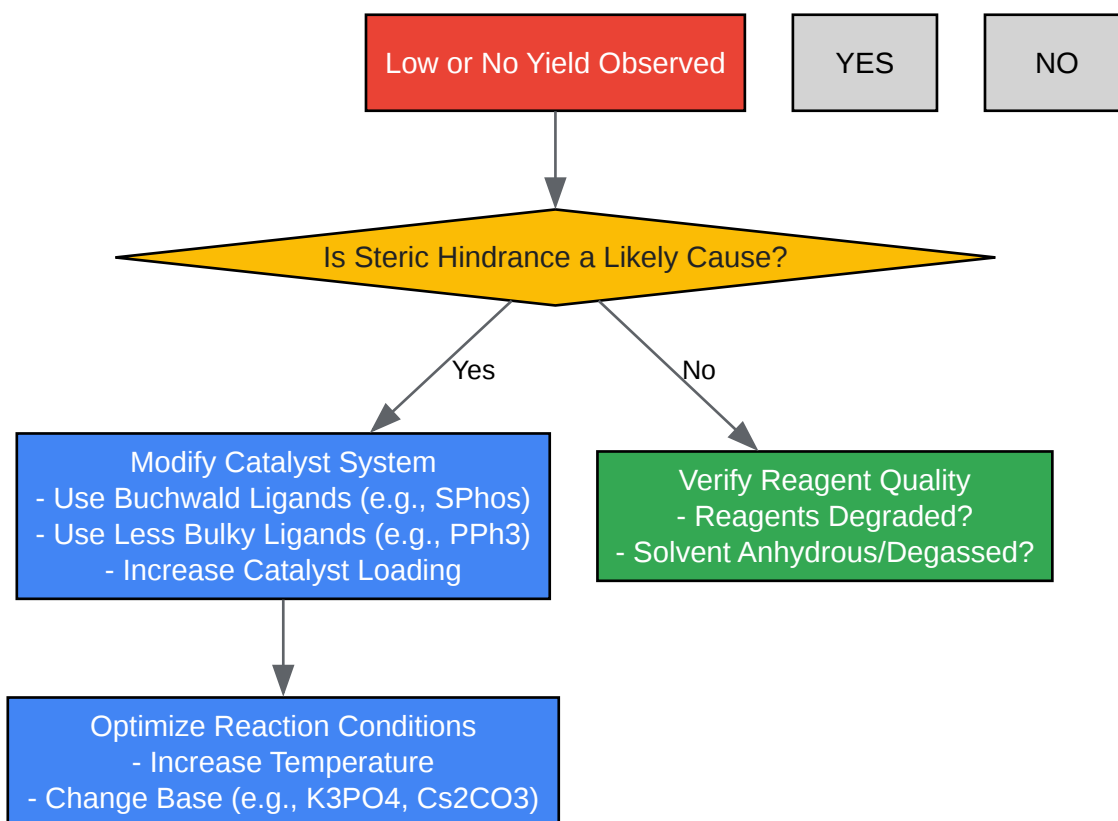 Low or No Yield Observed
YES
NO
Is Steric Hindrance a Likely Cause?
Yes
No
Modify Catalyst System
- Use Buchwald Ligands (e.g., SPhos)
- Use Less Bulky Ligands (e.g., PPh3)
- Increase Catalyst Loading
Verify Reagent Quality
- Reagents Degraded?
- Solvent Anhydrous/Degassed?
Optimize Reaction Conditions
- Increase Temperature
- Change Base (e.g., K3PO4, Cs2CO3)